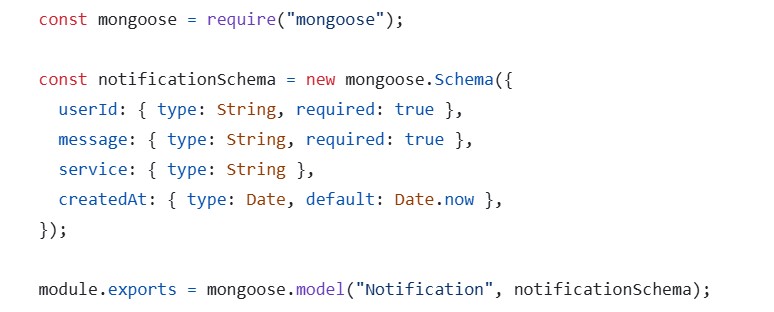 const mongoose = require("mongoose");
const notificationSchema = new mongoose.Schema({
  userId: { type: String, required: true },
  message: { type: String, required: true },
  service: { type: String },
  createdAt: { type: Date, default: Date.now },
});
module.exports = mongoose.model("Notification", notificationSchema);